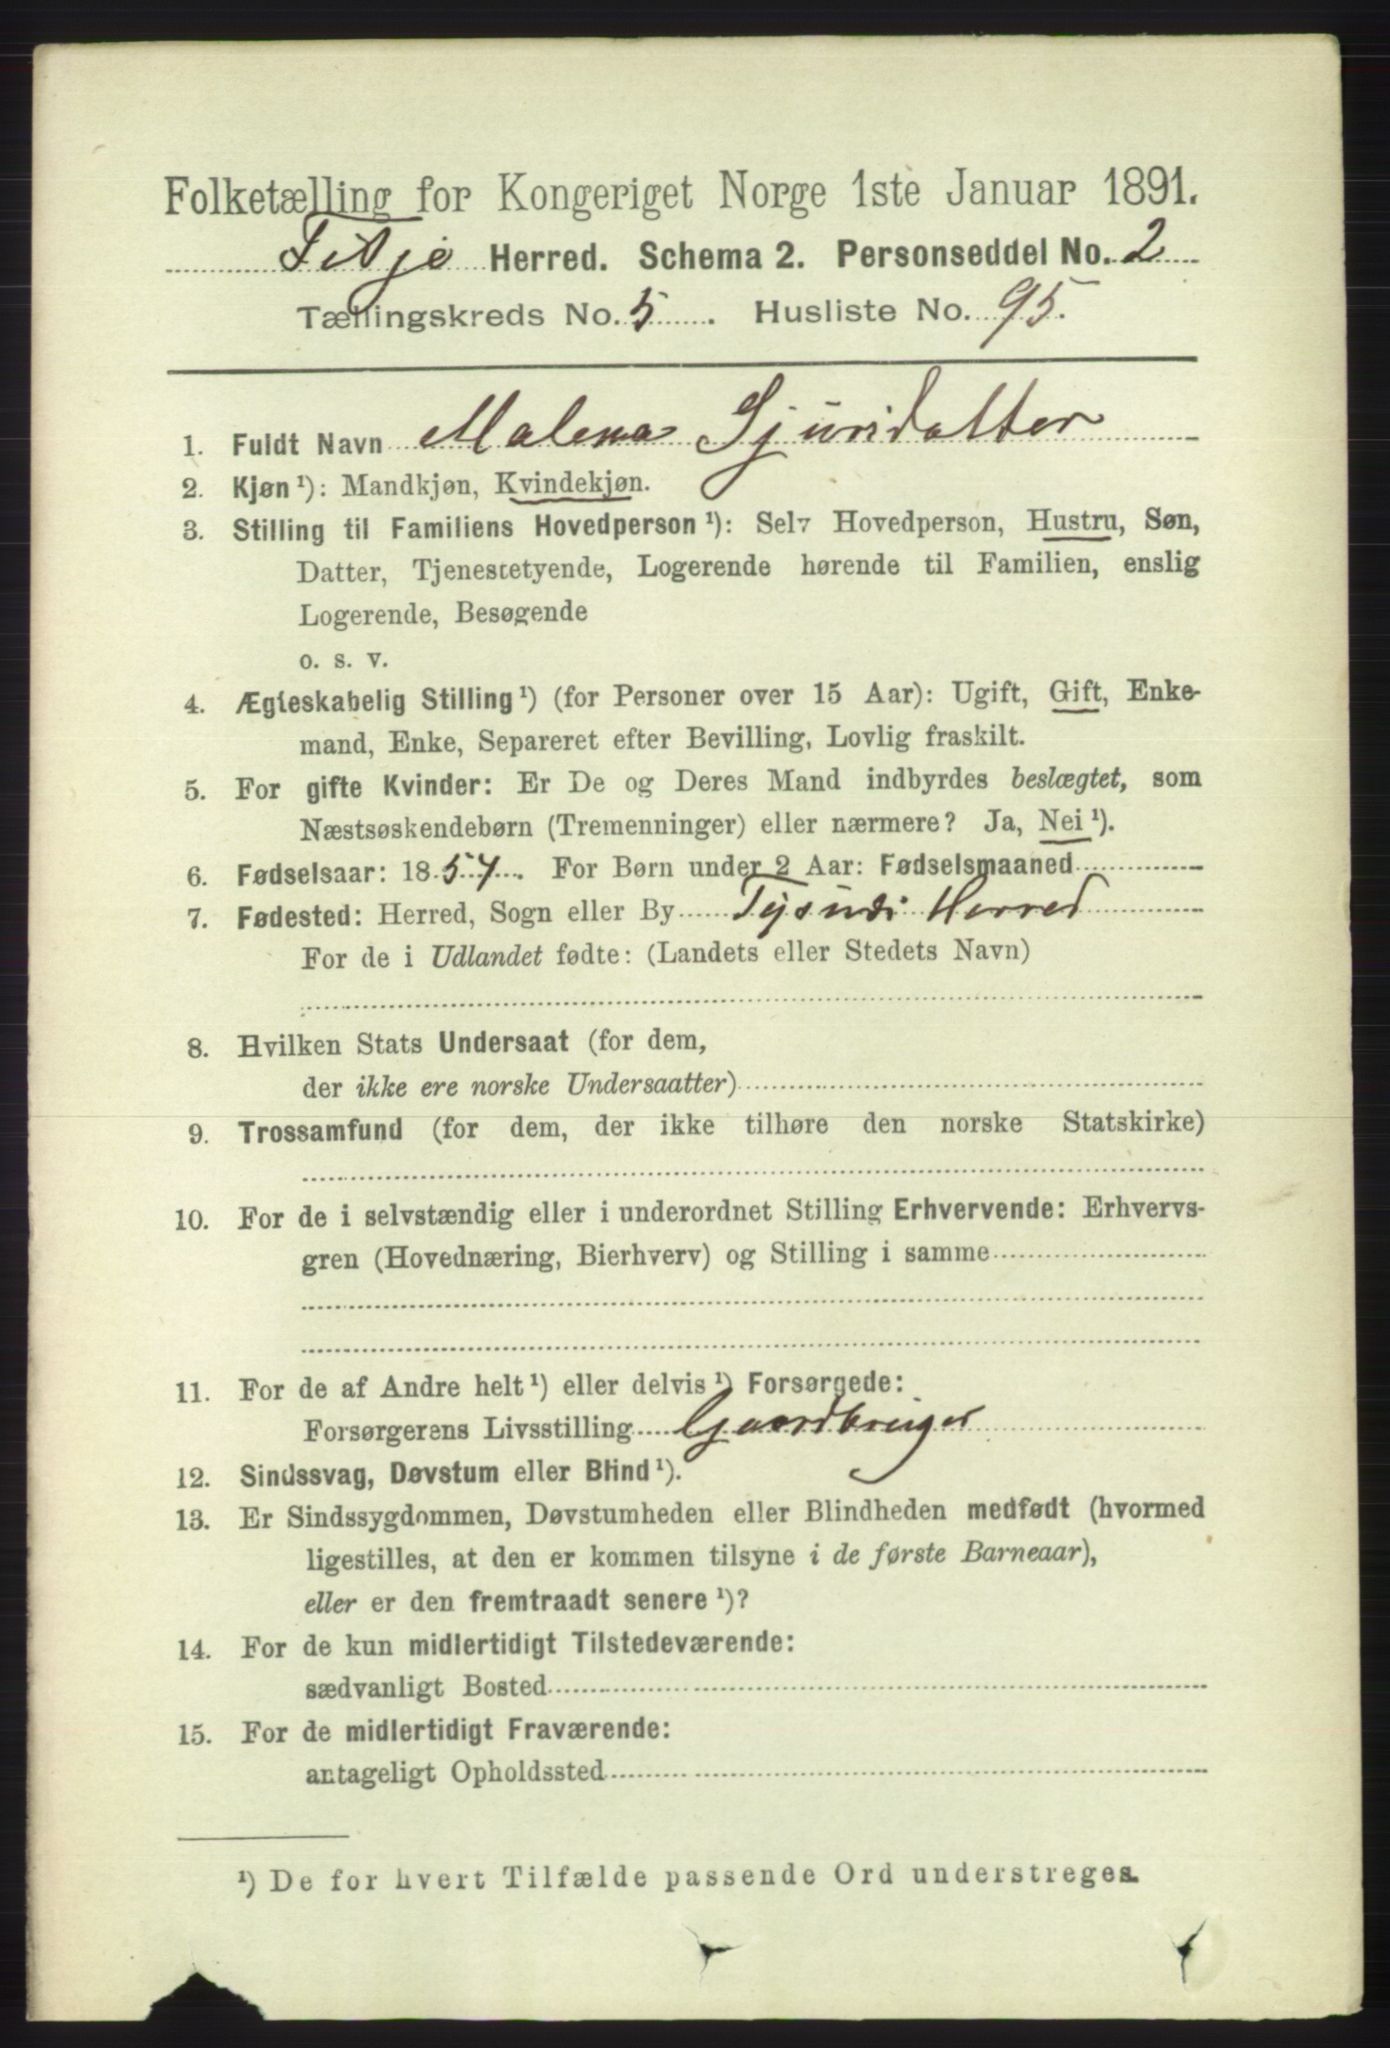 Folketælling for Kongeriget Norge 1ste Januar 1891.
Fitje Herred. Schema 2. Personseddel No. 2
Tællingskreds No. 5. Husliste No. 95.
1. Fuldt Navn Malena Sjursdatter
2. Kjøn ¹): Mandkjøn, Kvindekjøn.
3. Stilling til Familiens Hovedperson ¹): Selv Hovedperson, Hustru, Søn,
Datter, Tjenestetyende, Logerende hørende til Familien, enslig
Logerende, Besøgende
o. s. v.
4. Ægteskabelig Stilling ¹) (for Personer over 15 Aar): Ugift, Gift, Enke-
mand, Enke, Separeret efter Bevilling, Lovlig fraskilt.
5. For gifte Kvinder: Er De og Deres Mand indbyrdes beslægtet, som
Næstsøskendebørn (Tremenninger) eller nærmere? Ja, Nei ¹).
6. Fødselsaar: 1857. For Børn under 2 Aar: Fødselsmaaned
7. Fødested: Herred, Sogn eller By Herred
For de i Udlandet fødte: (Landets eller Stedets Navn)
8. Hvilken Stats Undersaat (for dem,
der ikke ere norske Undersaatter)
9. Trossamfund (for dem, der ikke tilhøre den norske Statskirke)
10. For de i selvstændig eller i underordnet Stilling Erhvervende: Erhvervs-
gren (Hovednæring, Bierhverv) og Stilling i samme
11. For de af Andre helt ¹) eller delvis ¹) Forsørgede:
Forsørgerens Livsstilling Gaardbruger
12. Sindssvag, Døvstum eller Blind ¹).
13. Er Sindssygdommen, Døvstumheden eller Blindheden medfødt (hvormed
ligestilles, at den er kommen tilsyne i de første Barneaar),
eller er den fremtraadt senere ¹)?
14. For de kun midlertidigt Tilstedeværende:
sædvanligt Bosted
15. For de midlertidigt Fraværende:
antageligt Opholdssted
¹) De for hvert Tilfælde passende Ord understreges.